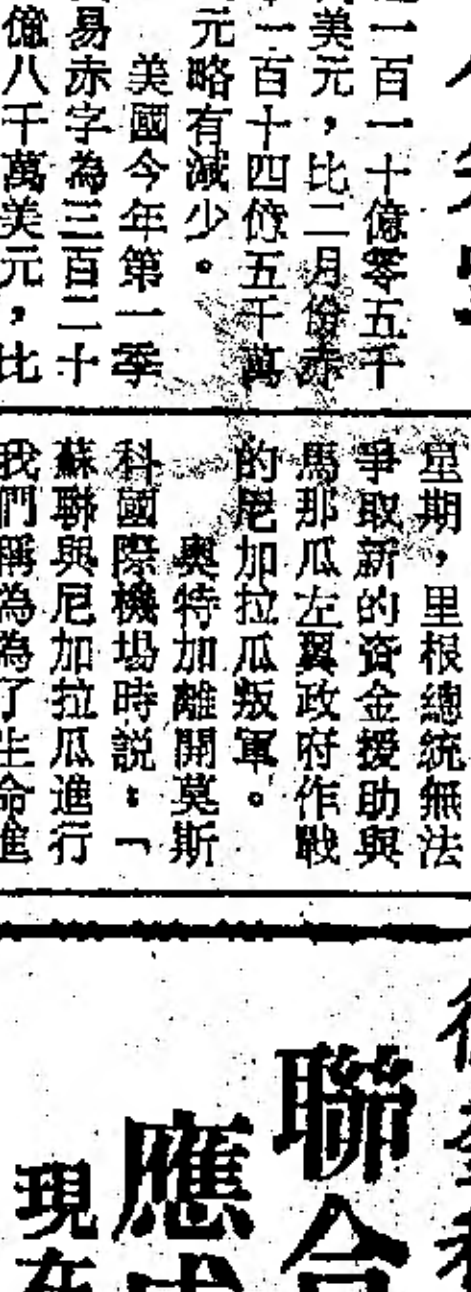 一百一十億零五千
美元，比二月份赤
一百十四億五千萬
元略有減少。
美國今年第一季
易赤字為三百二十
億八千萬美元，比
星期，里根總統無法
爭取新的資金援助與
馬那瓜左翼政府作戰
的尼加拉瓜叛軍。
奧特加離開莫斯
科國際機場時説：「
蘇聯與尼加拉瓜進行
我們稱為為了生命進
聯合
應
現在